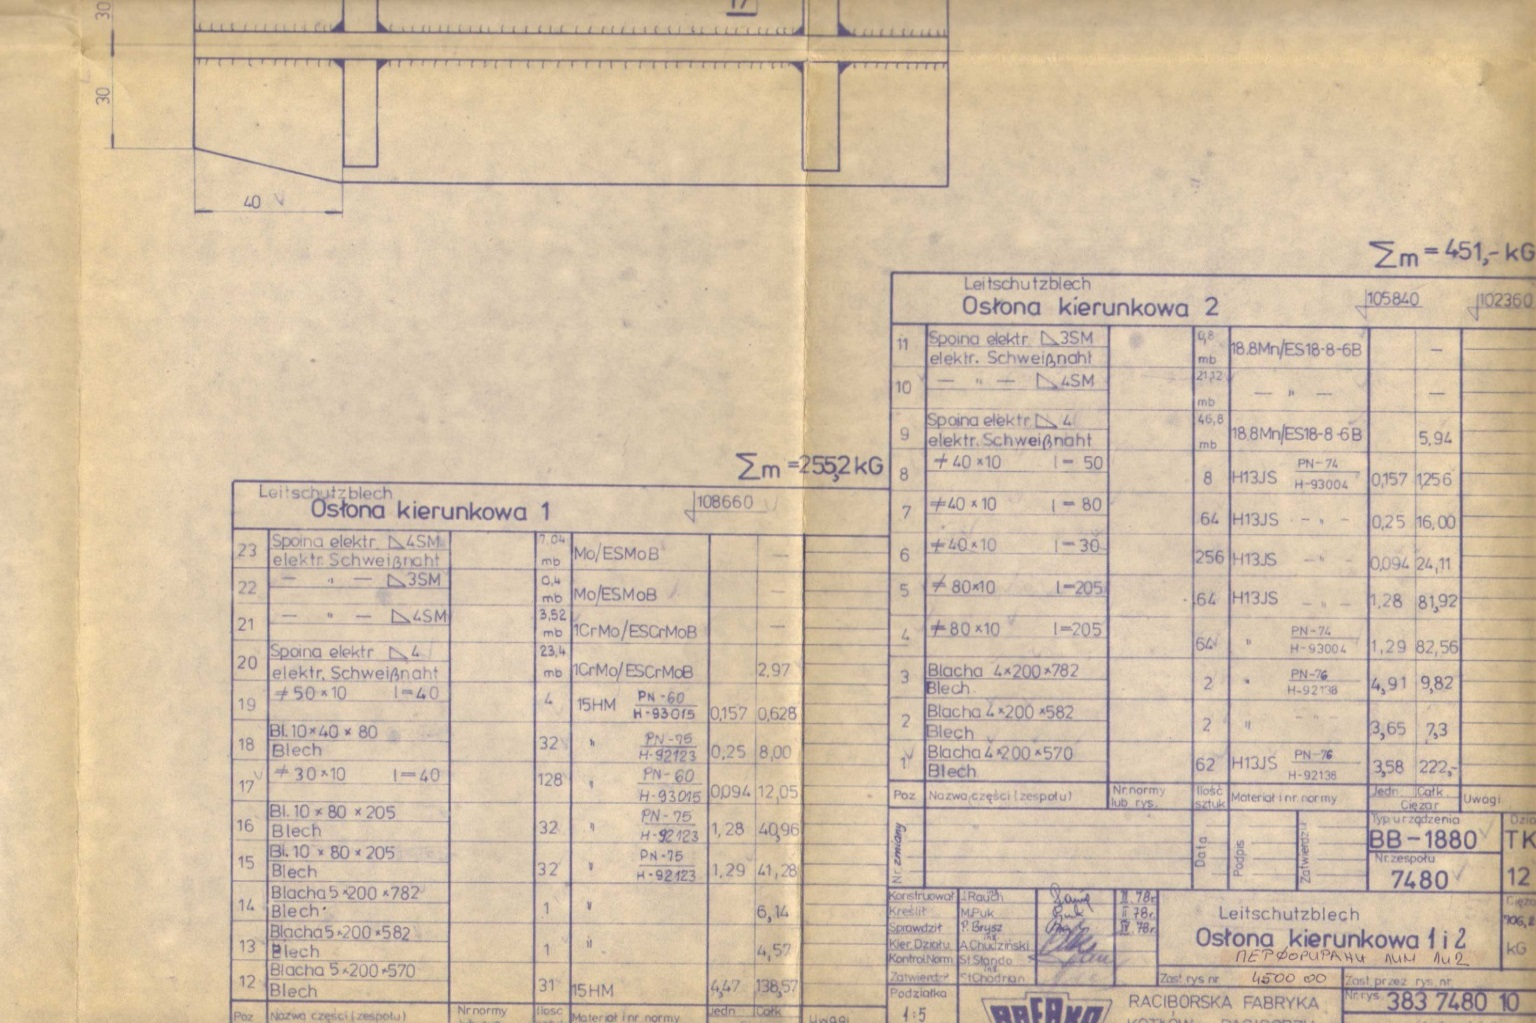 30
17
30
40
Σm = 451,- kG
Leitschutzblech
Osłona kierunkowa 2
105840
102360
11 Spoina elektr. ◺3SM 0,8 18.8Mn/ES18-8-6B —
elektr. Schweißnaht mb
10 — " — ◺4SM 21,12 — " — —
mb
9 Spoina elektr ◺4 46,8 18.8Mn/ES18-8-6B 5,94
elektr. Schweißnaht mb
8 ≠40×10 l=50 8 H13JS PN-74 H-93004 0,157 1,256
7 ≠40×10 l=80 64 H13JS - " - 0,25 16,00
6 ≠40×10 l=30 256 H13JS - " - 0,094 24,11
5 ≠80×10 l=205 64 H13JS - " - 1,28 81,92
4 ≠80×10 l=205 64 " PN-74 H-93004 1,29 82,56
3 Blacha 4×200×782 2 " PN-76 H-92138 4,91 9,82
Blech
2 Blacha 4×200×582 2 " - " - 3,65 7,3
Blech
1 Blacha 4×200×570 62 H13JS PN-76 H-92138 3,58 222,-
Blech
Poz Nazwa części (zespołu) Nr normy lub rys. Ilość sztuk Materiał i nr normy Jedn. Całk. Ciężar Uwagi
Σm = 255,2 kG
Leitschutzblech
Osłona kierunkowa 1
108660
23 Spoina elektr. ◺4SM 7,04 Mo/ESMoB —
elektr. Schweißnaht mb
22 — " — ◺3SM 0,4 Mo/ESMoB —
mb
21 — " — ◺4SM 3,52 1CrMo/ESCrMoB —
mb
20 Spoina elektr ◺4 23,4 1CrMo/ESCrMoB 2,97
elektr. Schweißnaht mb
19 ≠50×10 l=40 4 15HM PN-60 H-93015 0,157 0,628
18 Bl. 10×40×80 32 " PN-75 H-92123 0,25 8,00
Blech
17 ≠30×10 l=40 128 " PN-60 H-93015 0,094 12,05
16 Bl. 10×80×205 32 " PN-75 H-92123 1,28 40,96
Blech
15 Bl. 10×80×205 32 " PN-75 H-92123 1,29 41,28
Blech
14 Blacha 5×200×782 1 " 6,14
Blech
13 Blacha 5×200×582 1 " 4,57
Blech
12 Blacha 5×200×570 31 15HM 4,47 138,57
Blech
Poz Nazwa części (zespołu) Nr normy Ilość Materiał i nr normy Jedn. Całk. Uwagi
Nr zmiany
Data
Podpis
Zatwierdził
Typ urządzenia
BB-1880
TK
Nr zespołu
7480
12
Konstruował J.Rauch II 78r.
Kreślił M.Puk II 78r.
Sprawdził P.Brysz 78r.
Kier. Działu A.Chudziński
Kontrol Norm. St.Stando
Zatwierdz. St.Chodnan
Leitschutzblech
Osłona kierunkowa 1 i 2
ПЕРФОРИРАНИ ЛИМ 1и2
706,2
kG
Zast rys nr 4500 00
Zast. przez rys. nr
Podziałka
1:5
RAFAKO
RACIBORSKA FABRYKA
KOTŁÓW RACIBÓRZ
Nr rys. 383 7480 10